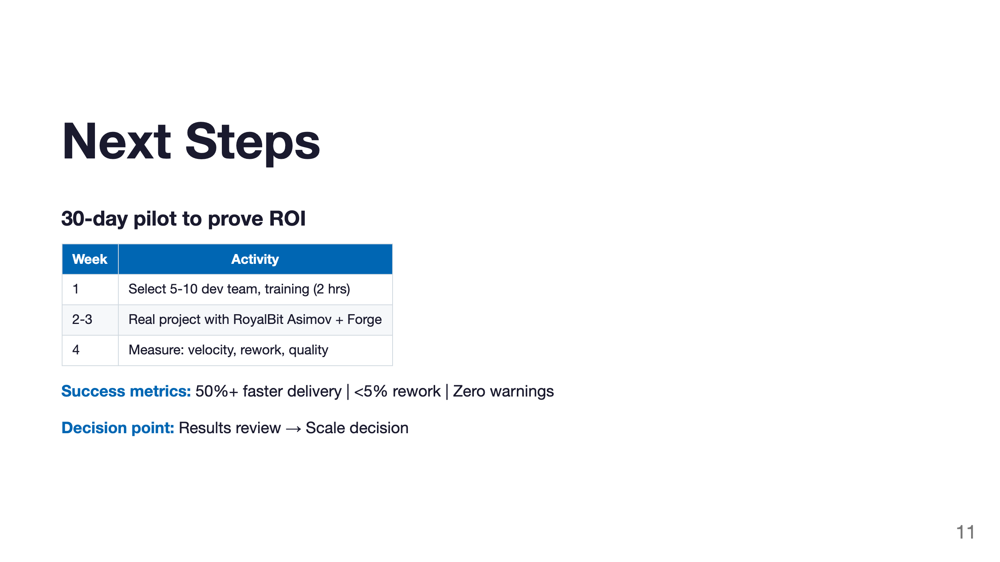 Next Steps
30-day pilot to prove ROI
Week Activity
1 Select 5-10 dev team, training (2 hrs)
2-3 Real project with RoyalBit Asimov + Forge
4 Measure: velocity, rework, quality
Success metrics: 50%+ faster delivery | <5% rework | Zero warnings
Decision point: Results review → Scale decision
11